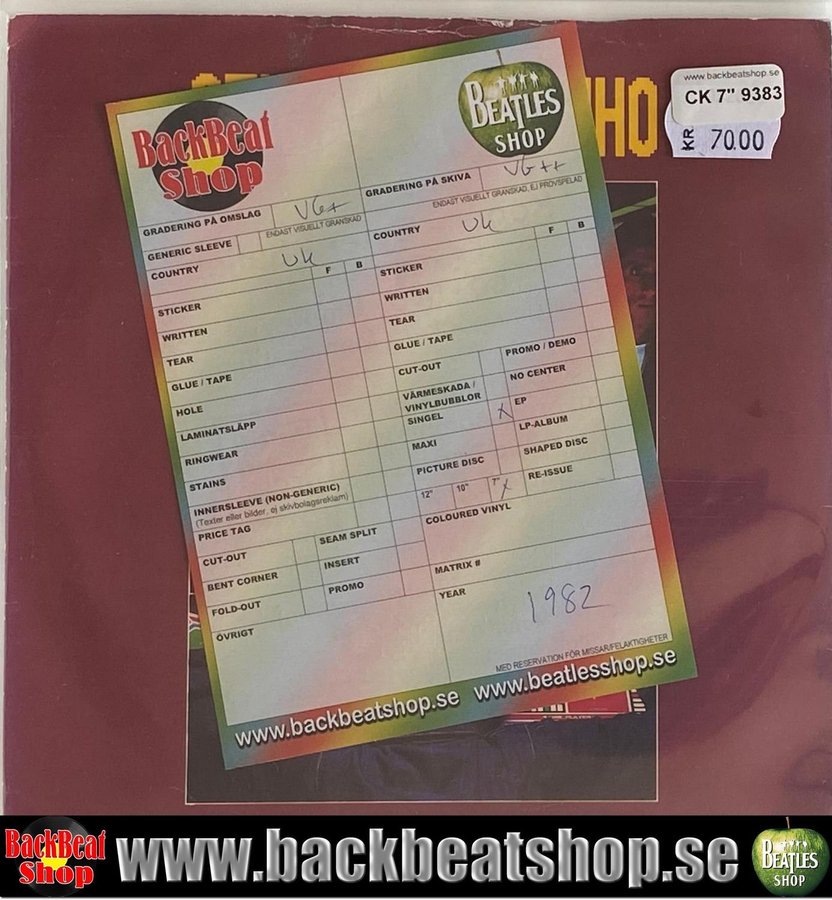 HO
www.backbeatshop.se
CK 7" 9383
KR 70.00
BackBeat
Shop
BEATLES
SHOP
GRADERING PÅ OMSLAG VG+
ENDAST VISUELLT GRANSKAD
GENERIC SLEEVE
COUNTRY UK
F B
STICKER
WRITTEN
TEAR
GLUE / TAPE
HOLE
LAMINATSLÄPP
RINGWEAR
STAINS
INNERSLEEVE (NON-GENERIC)
(Texter eller bilder, ej skivbolagsreklam)
PRICE TAG
CUT-OUT
SEAM SPLIT
BENT CORNER
INSERT
FOLD-OUT
PROMO
ÖVRIGT
GRADERING PÅ SKIVA VG++
ENDAST VISUELLT GRANSKAD, EJ PROVSPELAD
COUNTRY UK
F B
STICKER
WRITTEN
TEAR
GLUE / TAPE
CUT-OUT
PROMO / DEMO
VÄRMESKADA /
VINYLBUBBLOR
NO CENTER
SINGEL X
EP
MAXI
LP-ALBUM
PICTURE DISC
SHAPED DISC
12" 10" 7" X
RE-ISSUE
COLOURED VINYL
MATRIX #
YEAR 1982
MED RESERVATION FÖR MISSAR/FELAKTIGHETER
www.backbeatshop.se www.beatlesshop.se
BackBeat
Shop
www.backbeatshop.se
BEATLES
SHOP